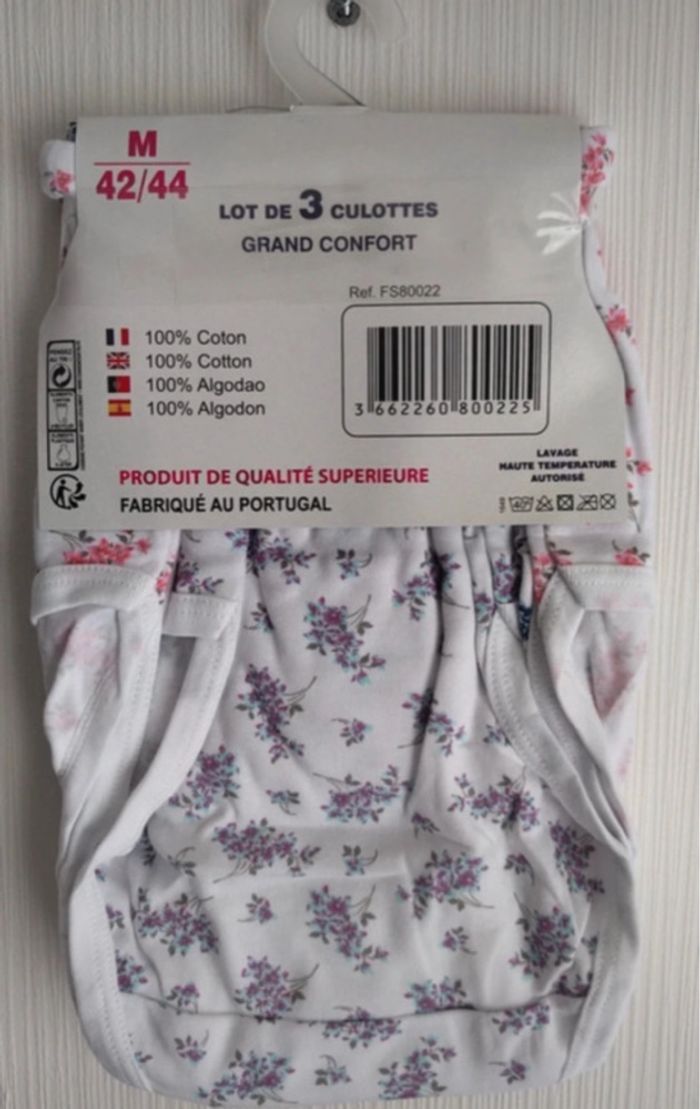 M
42/44
LOT DE 3 CULOTTES
GRAND CONFORT
Ref. FS80022
100% Coton
100% Cotton
100% Algodao
100% Algodon
3 662260 800225
LAVAGE
HAUTE TEMPERATURE
AUTORISÉ
PRODUIT DE QUALITÉ SUPERIEURE
FABRIQUÉ AU PORTUGAL